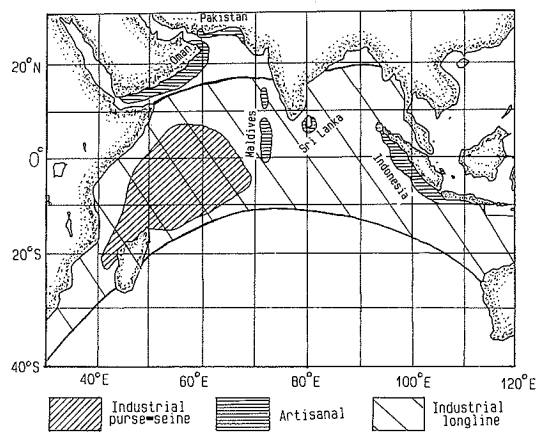 Pakistan
Oman
20°N
Maldives
Sri Lanka
0°
Indonesia
20°S
40°S
40°E
60°E
80°E
100°E
120°E
Industrial purse=seine
Artisanal
Industrial longline